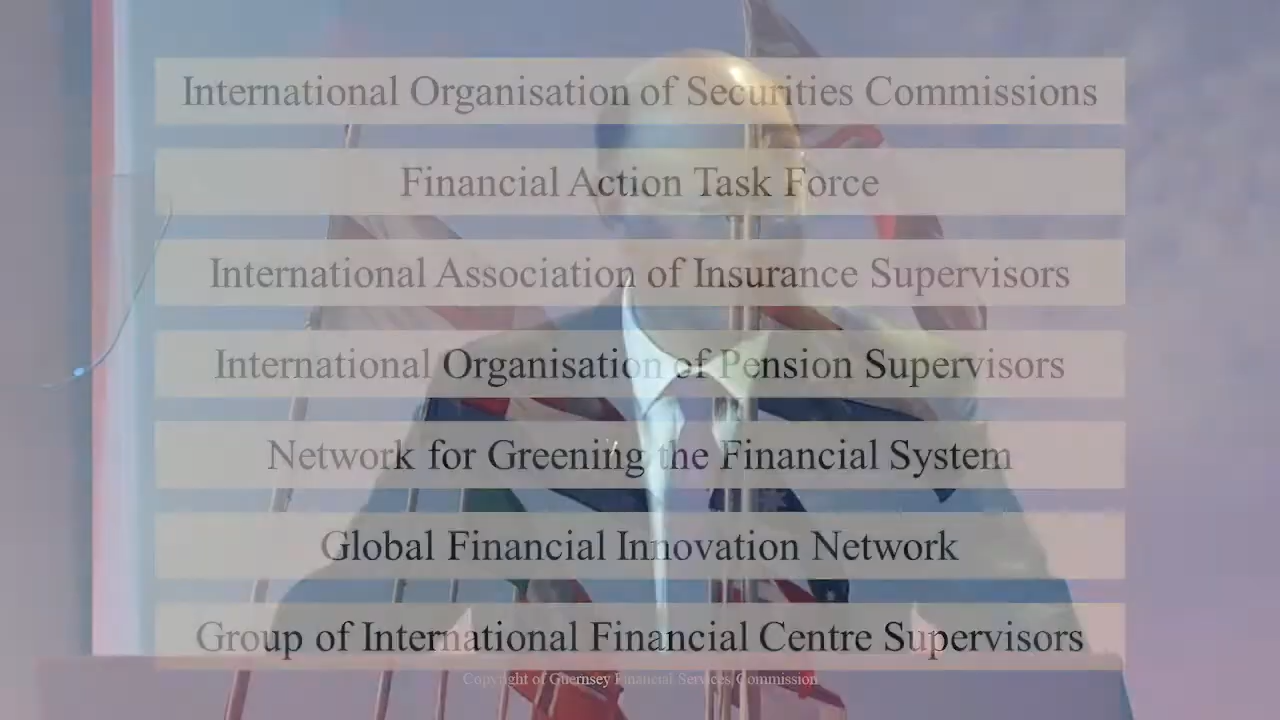 International Organisation of Securities Commissions
Financial Action Task Force
International Association of Insurance Supervisors
International Organisation of Pension Supervisors
Network for Greening the Financial System
Global Financial Innovation Network
Group of International Financial Centre Supervisors
Copyright of Guernsey Financial Services Commission